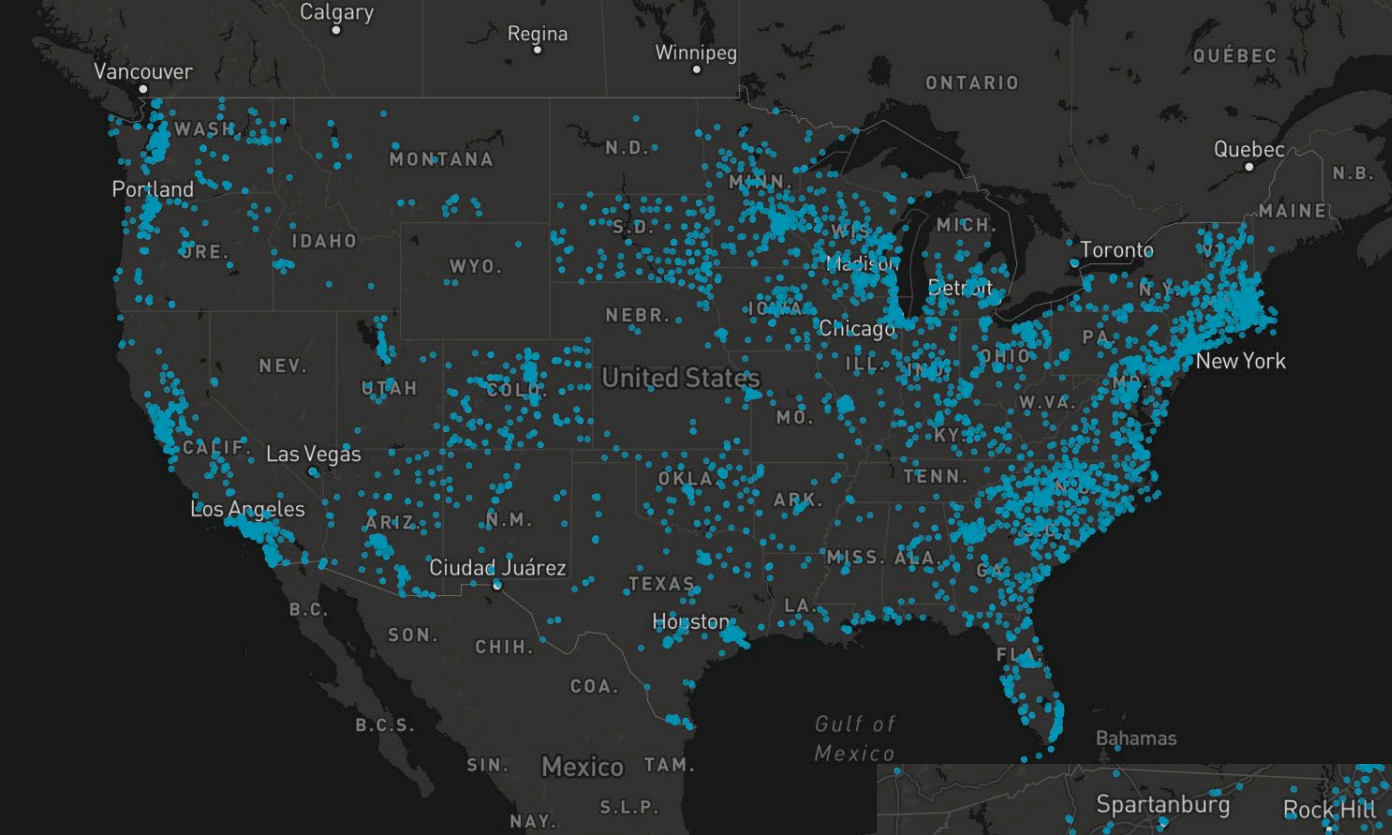 Calgary
Regina
Winnipeg
QUÉBEC
Vancouver
ONTARIO
WASH.
N.D.
Quebec
MONTANA
N.B.
Portland
MINN.
MAINE
S.D.
WIS.
MICH.
IDAHO
ORE.
Toronto
WYO.
Madison
Detroit
N.Y.
NEBR.
IOWA
Chicago
PA.
NEV.
ILL.
IND.
OHIO
New York
UTAH
COLO.
United States
MD.
W.VA.
MO.
CALIF.
Las Vegas
KY.
OKLA.
TENN.
N.C.
Los Angeles
ARIZ.
N.M.
ARK.
S.C.
Ciudad Juárez
TEXAS
MISS.
ALA.
GA.
B.C.
LA.
Houston
SON.
CHIH.
FLA.
COA.
B.C.S.
Gulf of
Mexico
Bahamas
SIN.
Mexico
TAM.
S.L.P.
NAY.
Spartanburg
Rock Hill